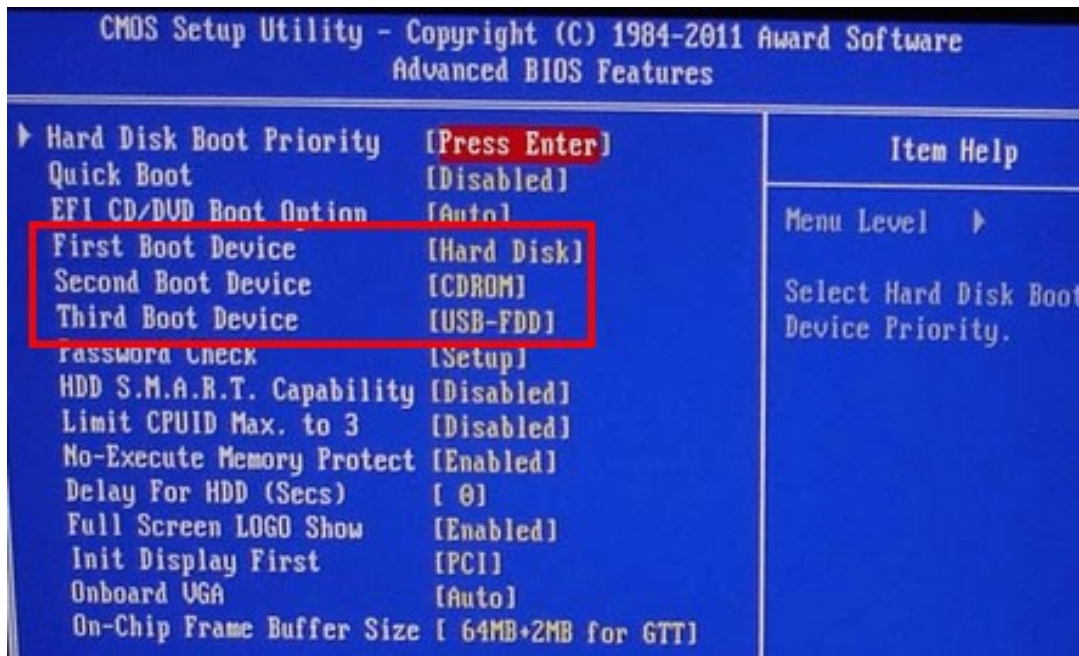 CMOS Setup Utility - Copyright (C) 1984-2011 Award Software
Advanced BIOS Features
Hard Disk Boot Priority [Press Enter]
Quick Boot [Disabled]
EFI CD/DVD Boot Option [Auto]
First Boot Device [Hard Disk]
Second Boot Device [CDROM]
Third Boot Device [USB-FDD]
Password Check [Setup]
HDD S.M.A.R.T. Capability [Disabled]
Limit CPUID Max. to 3 [Disabled]
No-Execute Memory Protect [Enabled]
Delay For HDD (Secs) [ 0]
Full Screen LOGO Show [Enabled]
Init Display First [PCI]
Onboard VGA [Auto]
On-Chip Frame Buffer Size [ 64MB+2MB for GTT]
Item Help
Menu Level
Select Hard Disk Boot
Device Priority.